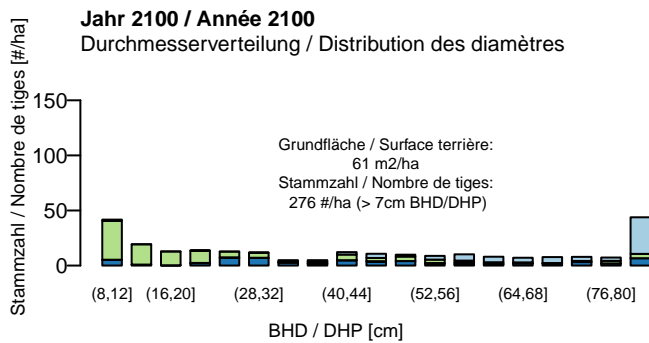 Jahr 2100 / Année 2100
Durchmesserverteilung / Distribution des diamètres
Stammzahl / Nombre de tiges [#/ha]
150
100
50
0
Grundfläche / Surface terrière:
61 m2/ha
Stammzahl / Nombre de tiges:
276 #/ha (> 7cm BHD/DHP)
(8,12] (16,20] (28,32] (40,44] (52,56] (64,68] (76,80]
BHD / DHP [cm]